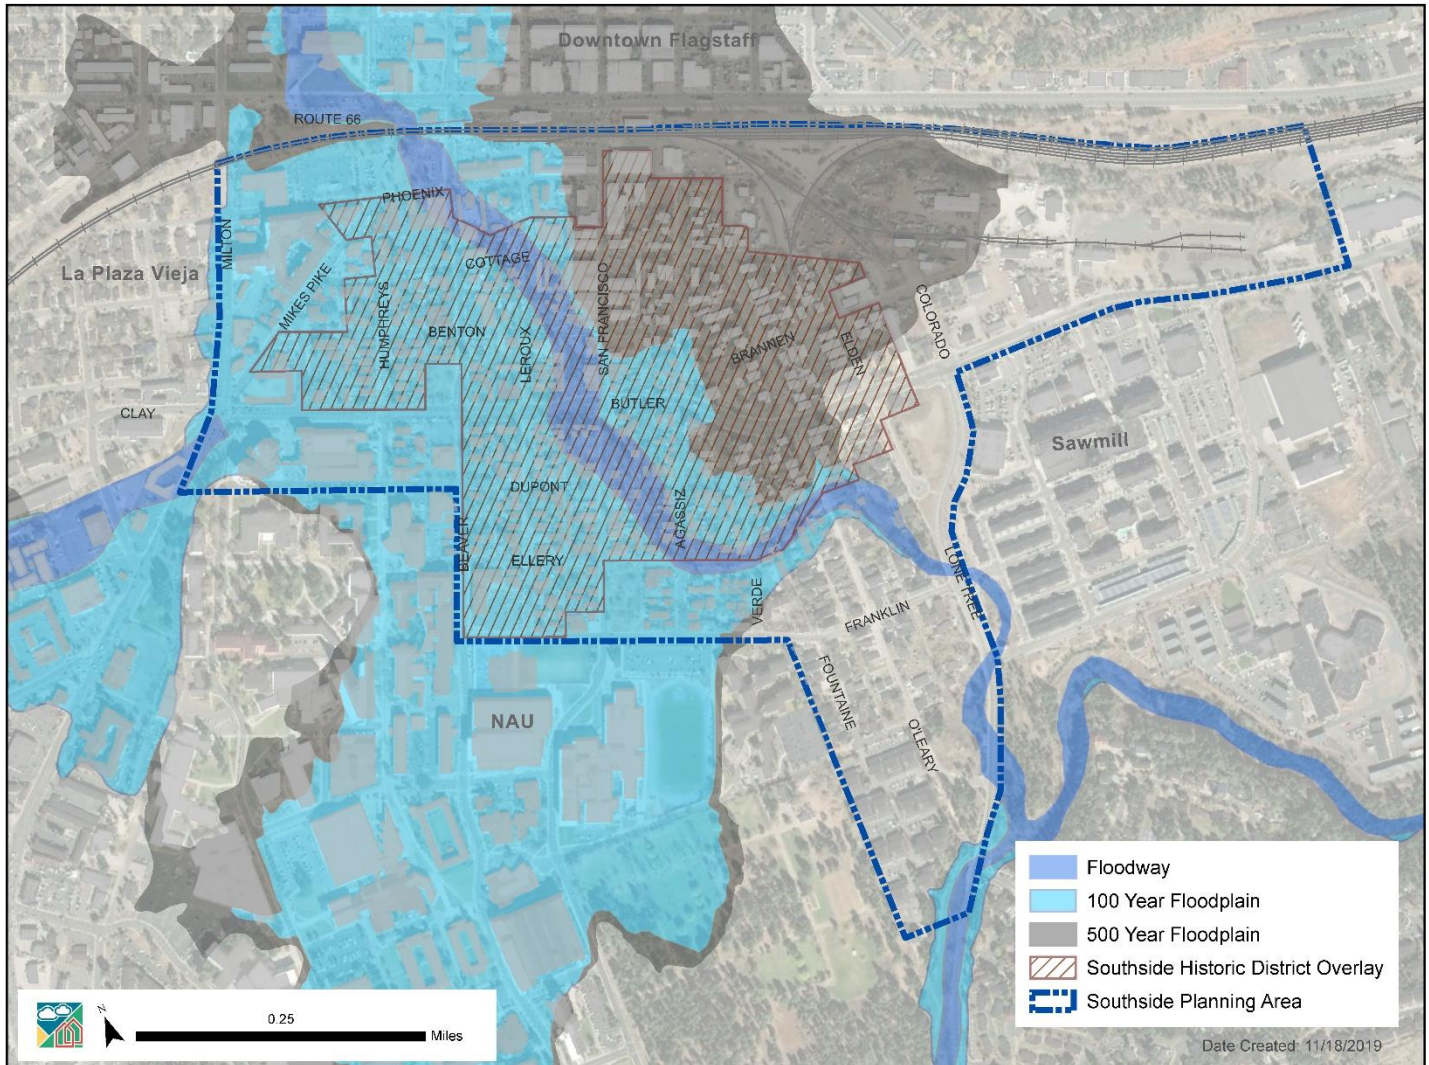 Downtown Flagstaff
ROUTE 66
PHOENIX
MILTON
La Plaza Vieja
COTTAGE
MIKES PIKE
HUMPHREYS
SAN FRANCISCO
COLORADO
BENTON
LEROUX
BRANNEN
ELDEN
CLAY
BUTLER
Sawmill
DUPONT
AGASSIZ
BEAVER
ELLERY
VERDE
LONE TREE
FRANKLIN
FOUNTAINE
NAU
O'LEARY
Floodway
100 Year Floodplain
500 Year Floodplain
Southside Historic District Overlay
Southside Planning Area
N
0.25
Miles
Date Created: 11/18/2019